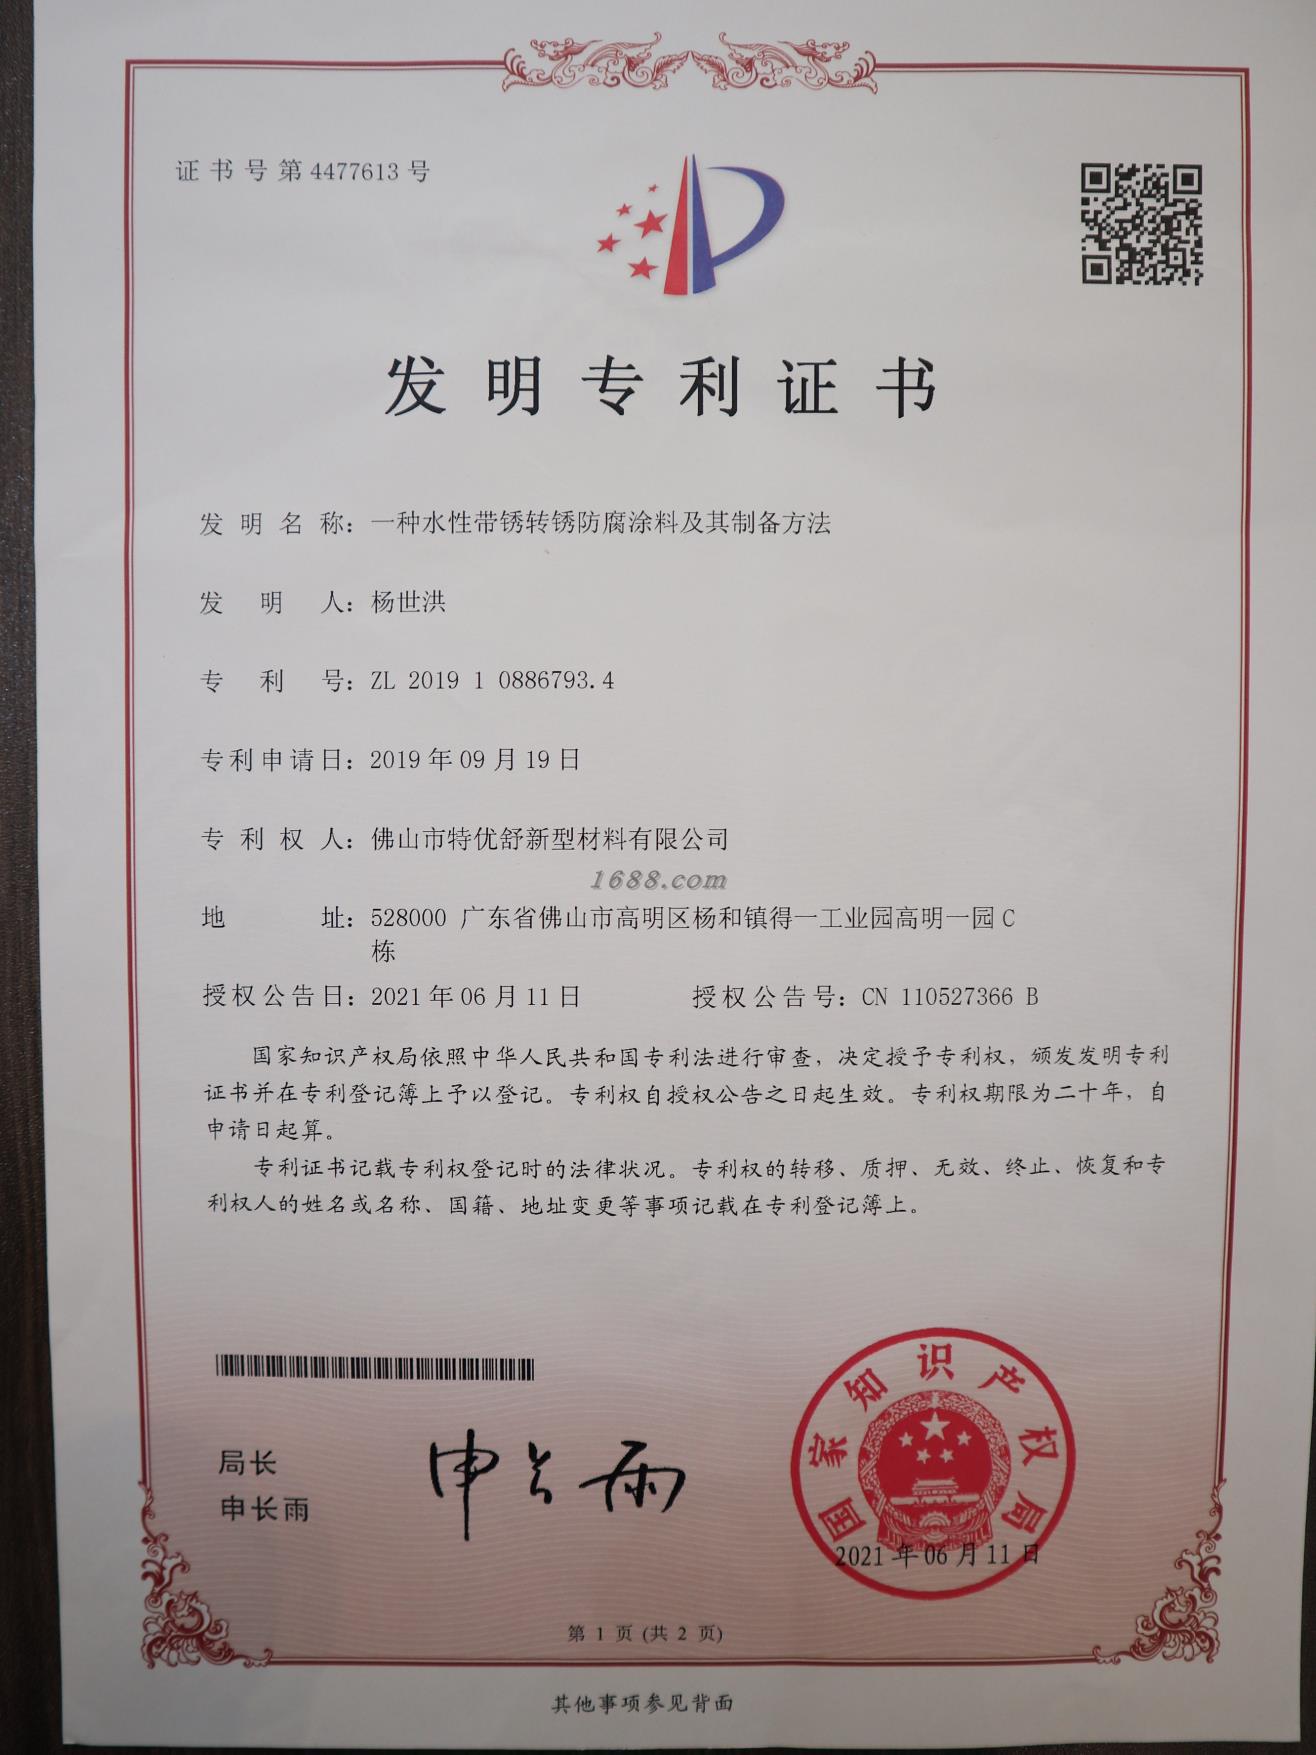 证书号第4477613号
发明专利证书
发明名称：一种水性带锈转锈防腐涂料及其制备方法
发明人：杨世洪
专利号：ZL 2019 1 0886793.4
专利申请日：2019年09月19日
专利权人：佛山市特优舒新型材料有限公司
1688.com
地址：528000 广东省佛山市高明区杨和镇得一工业园高明一园C
栋
授权公告日：2021年06月11日 授权公告号：CN 110527366 B
国家知识产权局依照中华人民共和国专利法进行审查，决定授予专利权，颁发发明专利
证书并在专利登记簿上予以登记。专利权自授权公告之日起生效。专利权期限为二十年，自
申请日起算。
专利证书记载专利权登记时的法律状况。专利权的转移、质押、无效、终止、恢复和专
利权人的姓名或名称、国籍、地址变更等事项记载在专利登记簿上。
局长
申长雨
申长雨
国家知识产权局
2021年06月11日
第 1 页 (共 2 页)
其他事项参见背面